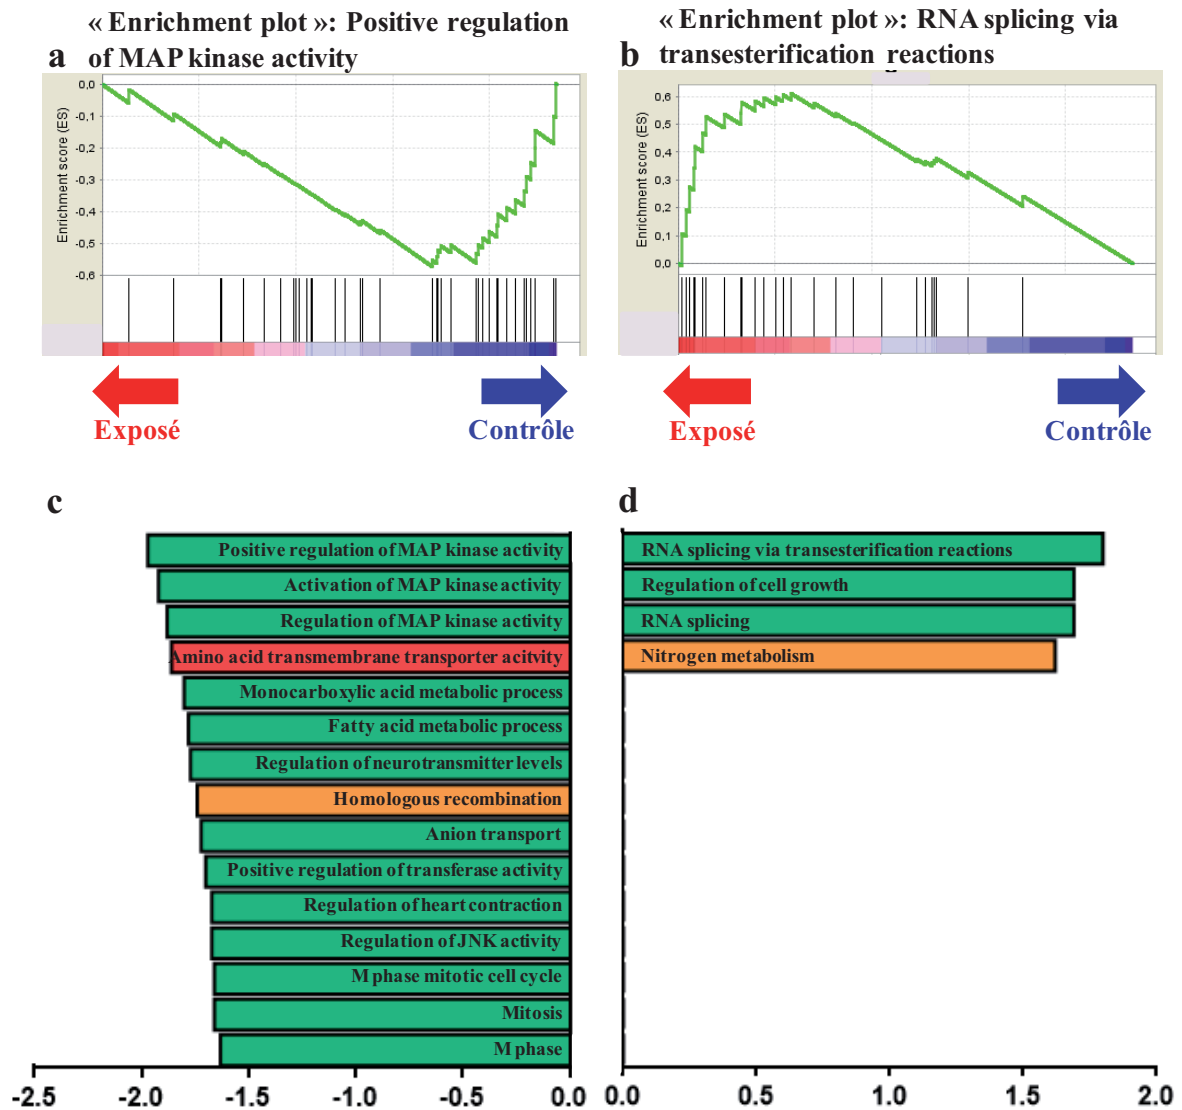 « Enrichment plot »: Positive regulation
a of MAP kinase activity
« Enrichment plot »: RNA splicing via
b transesterification reactions
Enrichment score (ES)
0,0
-0,1
-0,2
-0,3
-0,4
-0,5
-0,6
Exposé
Contrôle
Enrichment score (ES)
0,6
0,5
0,4
0,3
0,2
0,1
0,0
Exposé
Contrôle
c
Positive regulation of MAP kinase activity
Activation of MAP kinase activity
Regulation of MAP kinase activity
Amino acid transmembrane transporter acitvity
Monocarboxylic acid metabolic process
Fatty acid metabolic process
Regulation of neurotransmitter levels
Homologous recombination
Anion transport
Positive regulation of transferase activity
Regulation of heart contraction
Regulation of JNK activity
M phase mitotic cell cycle
Mitosis
M phase
-2.5 -2.0 -1.5 -1.0 -0.5 0.0
d
RNA splicing via transesterification reactions
Regulation of cell growth
RNA splicing
Nitrogen metabolism
0.0 0.5 1.0 1.5 2.0